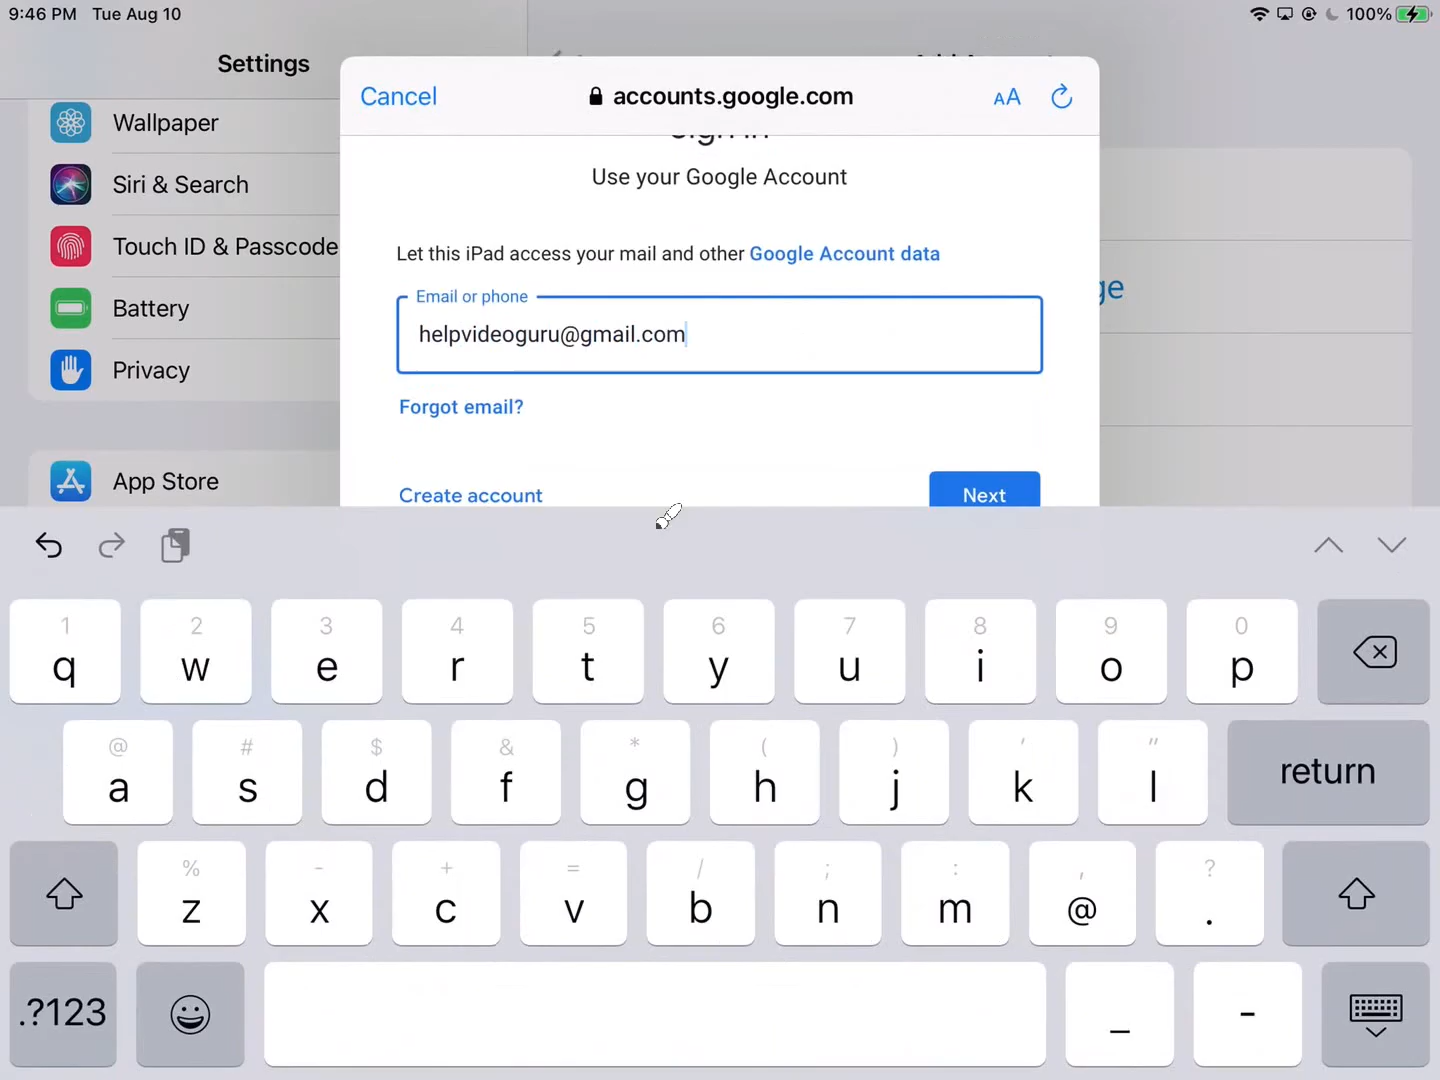 9:46 PM Tue Aug 10
100%
Settings
Wallpaper
Siri & Search
Touch ID & Passcode
Battery
Privacy
App Store
Cancel
accounts.google.com
AA
Sign in
Use your Google Account
Let this iPad access your mail and other Google Account data
Email or phone
helpvideoguru@gmail.com
Forgot email?
Create account
Next
ge
1 2 3 4 5 6 7 8 9 0
q w e r t y u i o p
@ # $ & * ( ) ' "
a s d f g h j k l return
% - + = / ; : , ?
z x c v b n m @ .
.?123 _ -